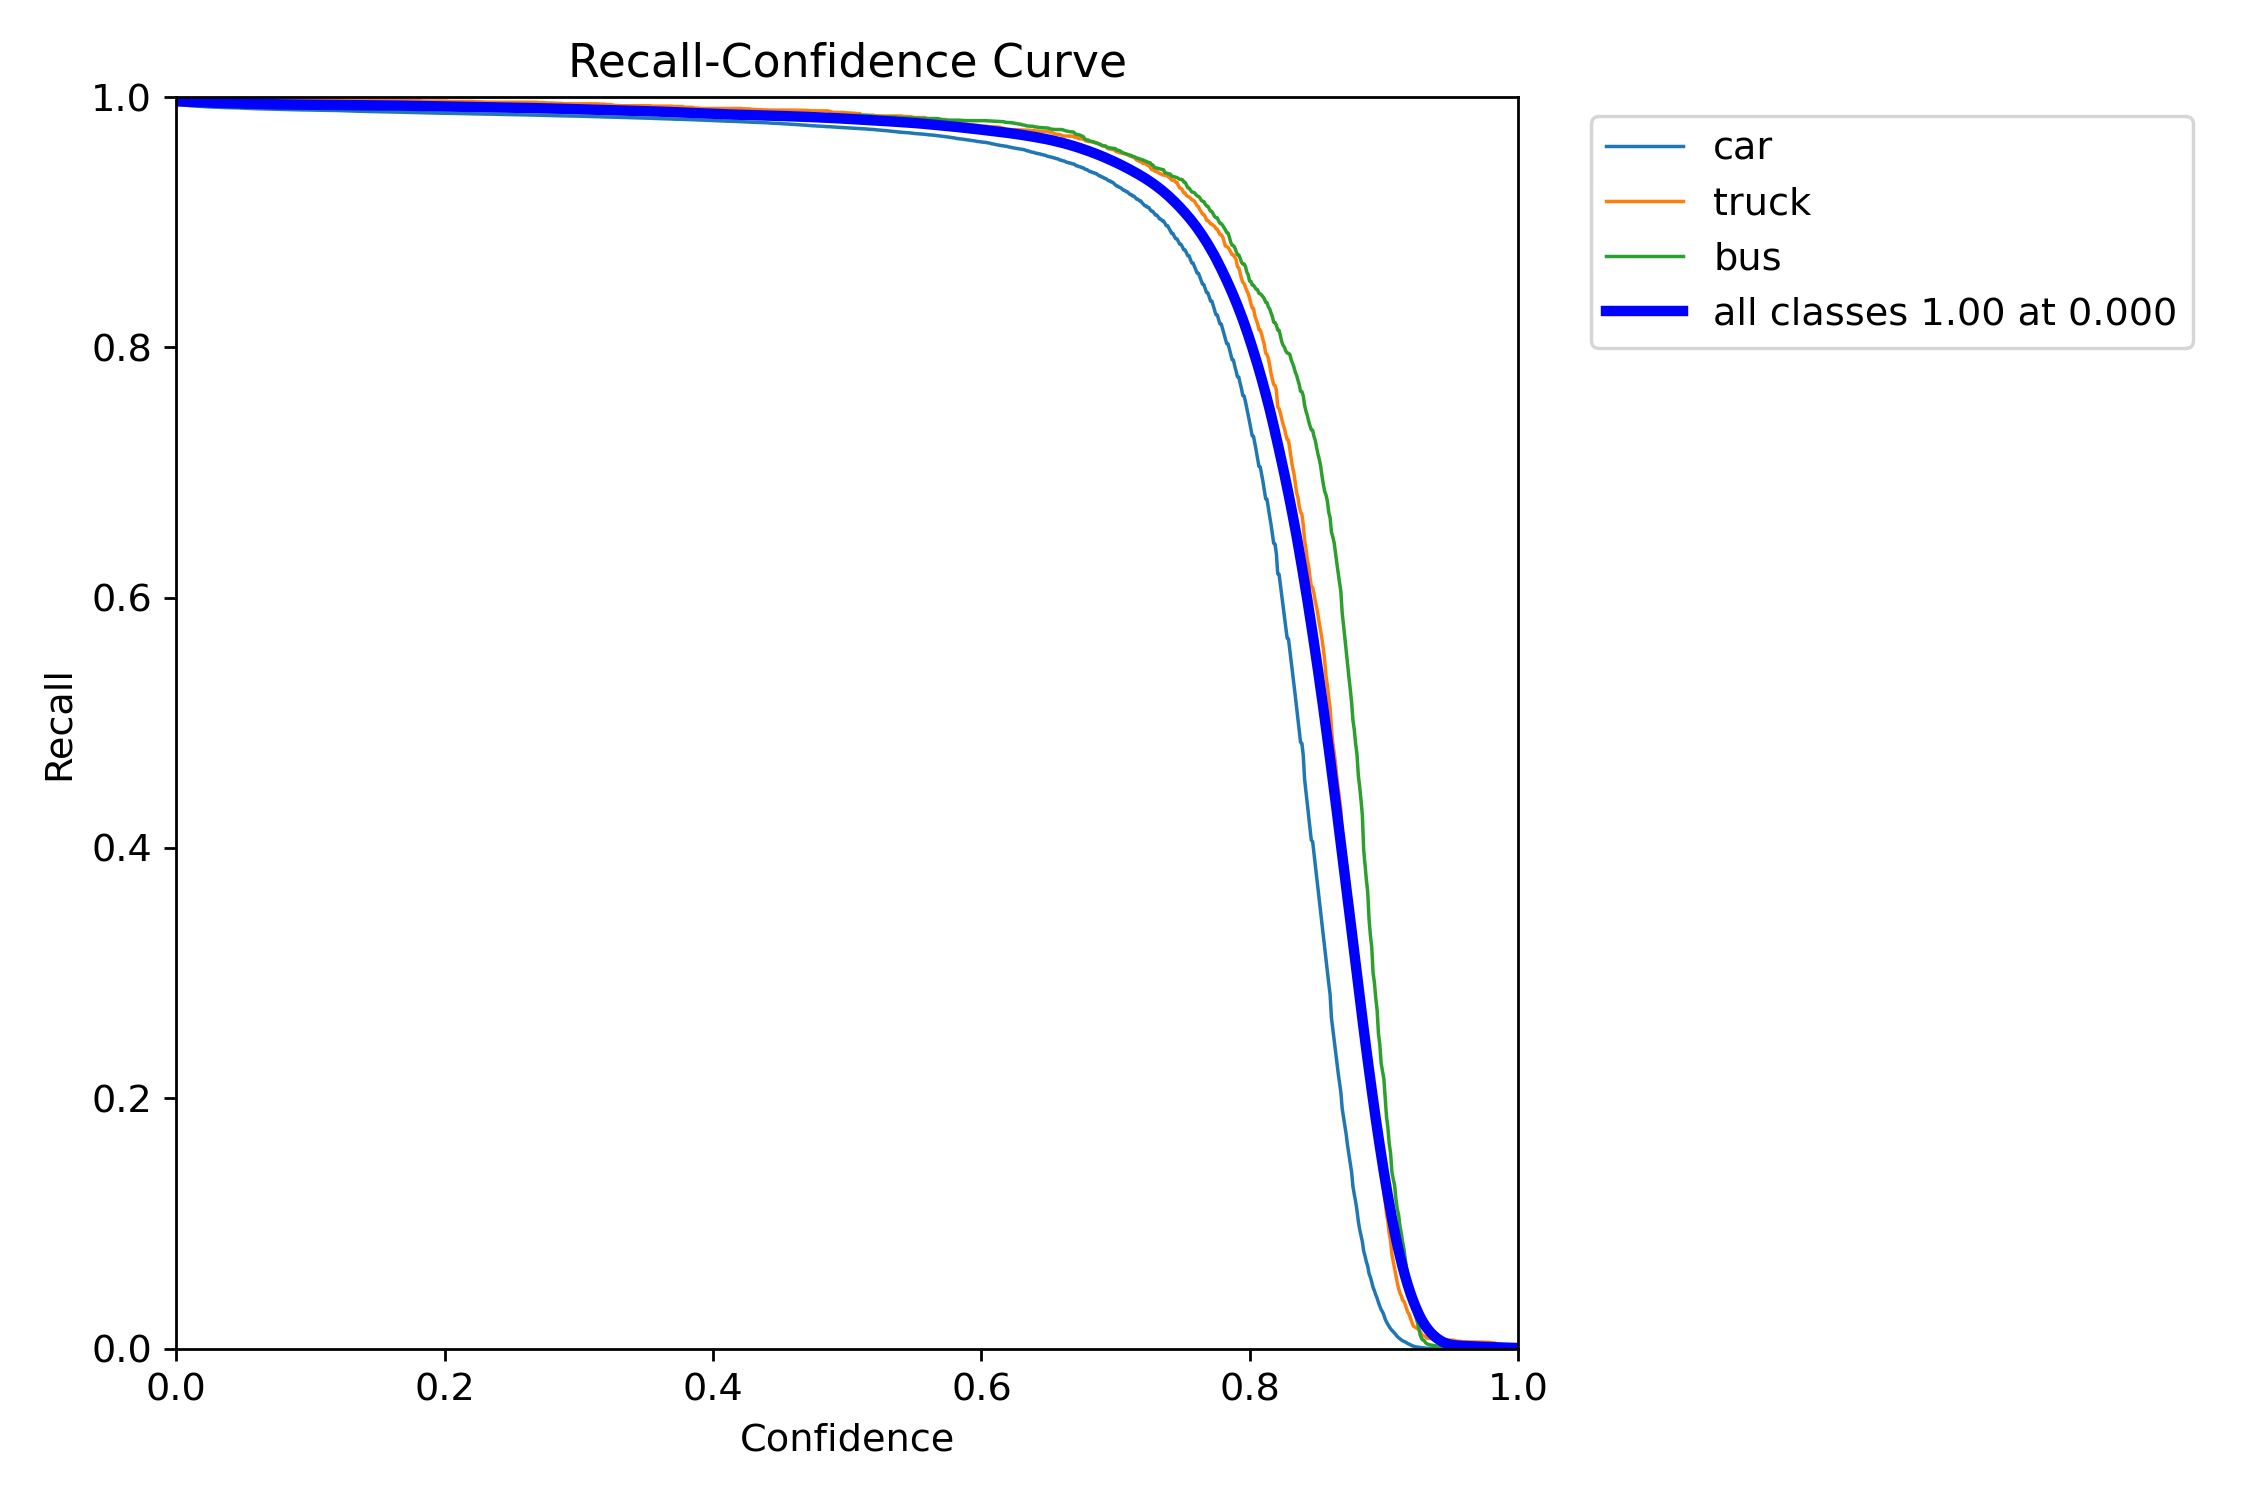 Recall-Confidence Curve
1.0
0.8
0.6
0.4
0.2
0.0
Recall
0.0 0.2 0.4 0.6 0.8 1.0
Confidence
car
truck
bus
all classes 1.00 at 0.000